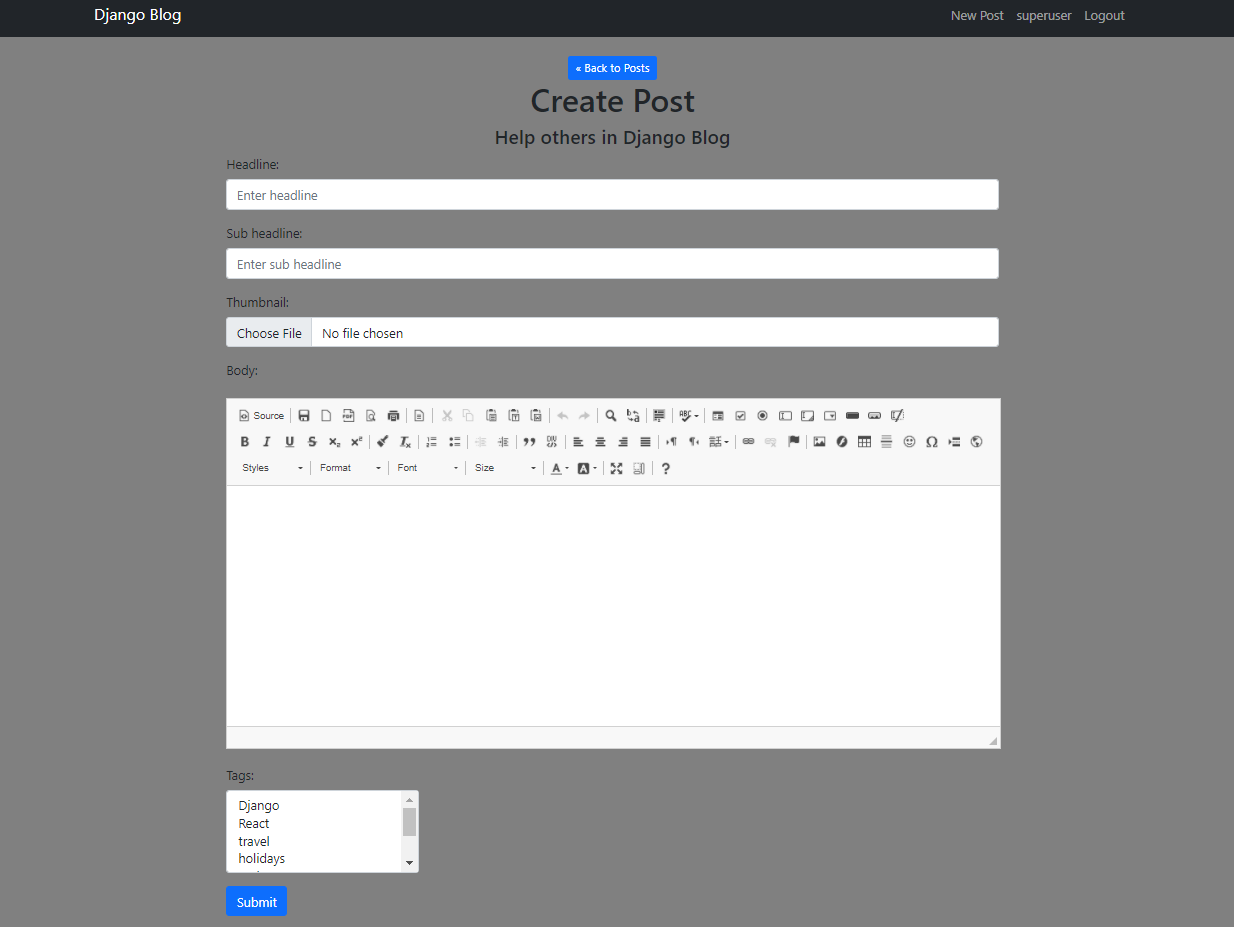 Django Blog New Post superuser Logout
« Back to Posts
Create Post
Help others in Django Blog
Headline:
Enter headline
Sub headline:
Enter sub headline
Thumbnail:
Choose File No file chosen
Body:
Source
Styles Format Font Size
Tags:
Django
React
travel
holidays
Submit